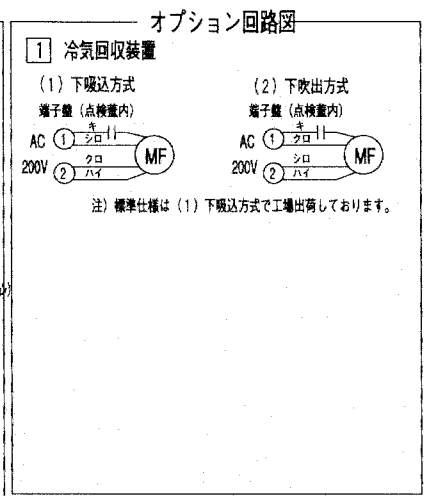 オプション回路図
1 冷気回収装置
(1) 下吸込方式
端子盤 (点検蓋内)
AC 1 キ
シロ
200V 2 クロ
ハイ
MF
(2) 下吹出方式
端子盤 (点検蓋内)
AC 1 キ
クロ
200V 2 シロ
ハイ
MF
注) 標準仕様は (1) 下吸込方式で工場出荷しております。